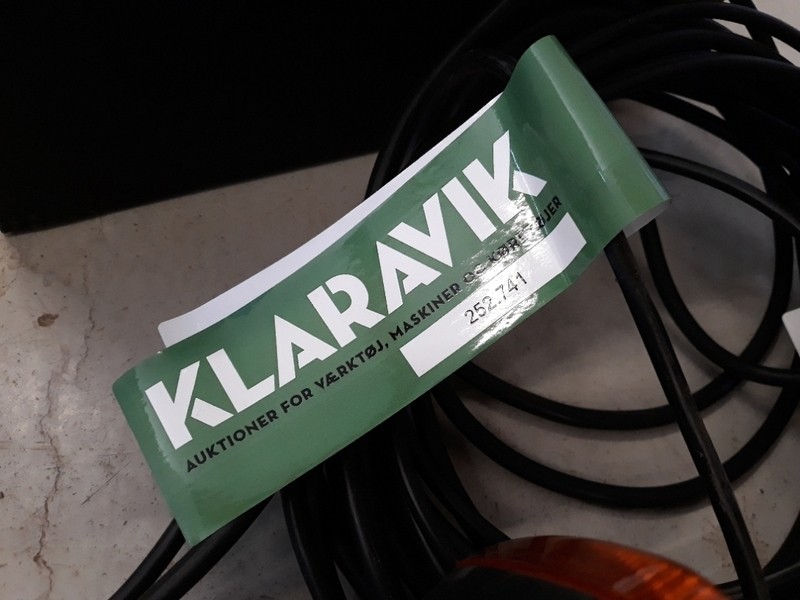 KLARAVIK
AUKTIONER FOR VÆRKTØJ, MASKINER OG
252.741